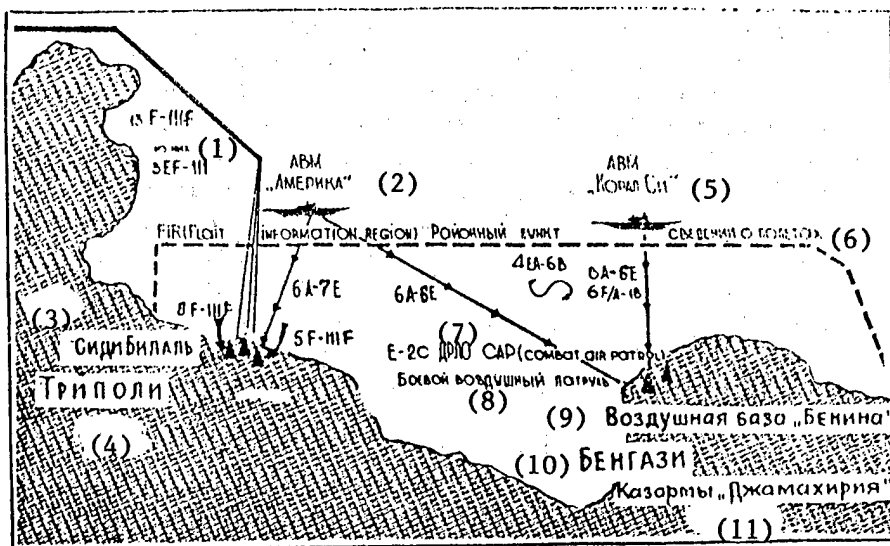 13 F-111F
из них (1)
3EF-111
АВМ
„АМЕРИКА" (2)
АВМ
„КОРАЛ СИ" (5)
FIR(FLOIT INFORMATION REGION) РАЙОННЫЙ ПУНКТ СВЕДЕНИЙ О ПОЛЕТАХ (6)
4EA-6B
6A-7E
6A-6E
6A-6E
6F/A-18
8F-111F
5F-111F
(3)
СИДИ БИЛАЛЬ
ТРИПОЛИ
(4)
(7)
E-2C ДРЛО CAP (COMBAT AIR PATROL)
БОЕВОЙ ВОЗДУШНЫЙ ПАТРУЛЬ
(8)
(9) ВОЗДУШНАЯ БАЗА „БЕНИНА"
(10) БЕНГАЗИ
КАЗАРМЫ „ДЖАМАХИРИЯ"
(11)